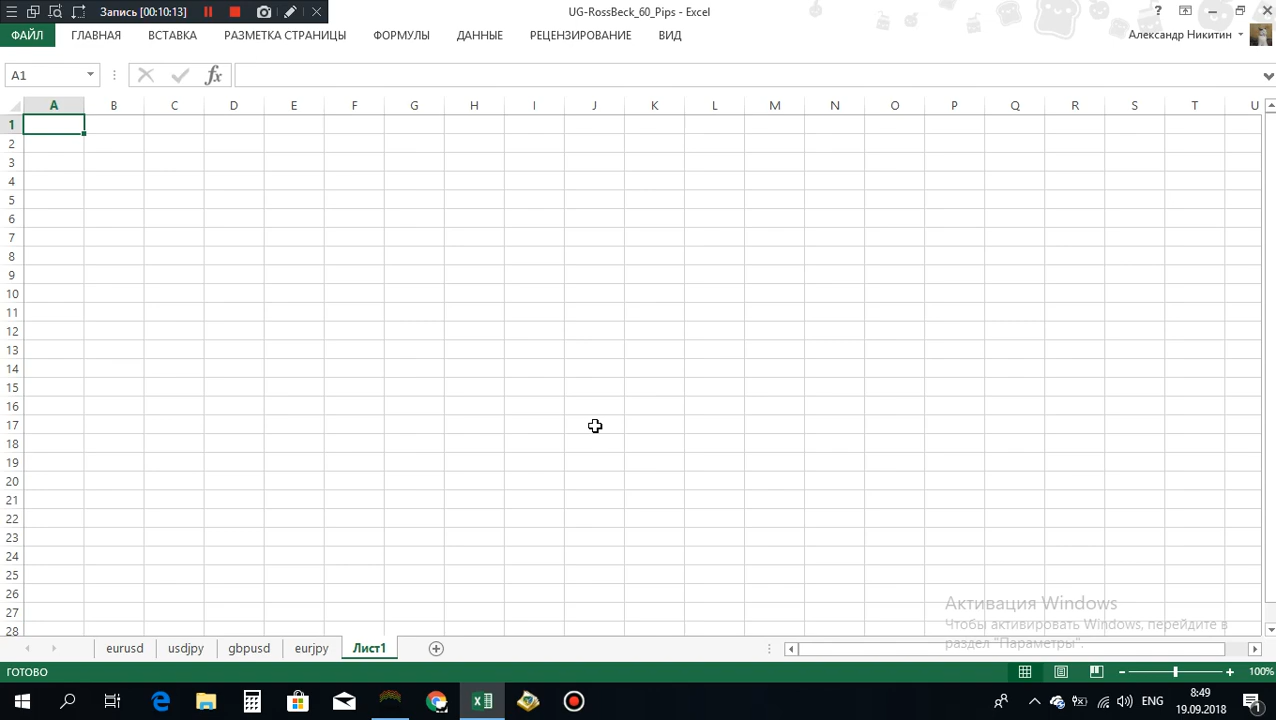 Запись [00:10:13]
UG-RossBeck_60_Pips - Excel
?
ФАЙЛ ГЛАВНАЯ ВСТАВКА РАЗМЕТКА СТРАНИЦЫ ФОРМУЛЫ ДАННЫЕ РЕЦЕНЗИРОВАНИЕ ВИД
Александр Никитин
A1
fx
A B C D E F G H I J K L M N O P Q R S T U
1
2
3
4
5
6
7
8
9
10
11
12
13
14
15
16
17
18
19
20
21
22
23
24
25
26
27
28
Активация Windows
Чтобы активировать Windows, перейдите в
раздел "Параметры".
eurusd usdjpy gbpusd eurjpy Лист1
ГОТОВО
100%
ENG
8:49
19.09.2018
1